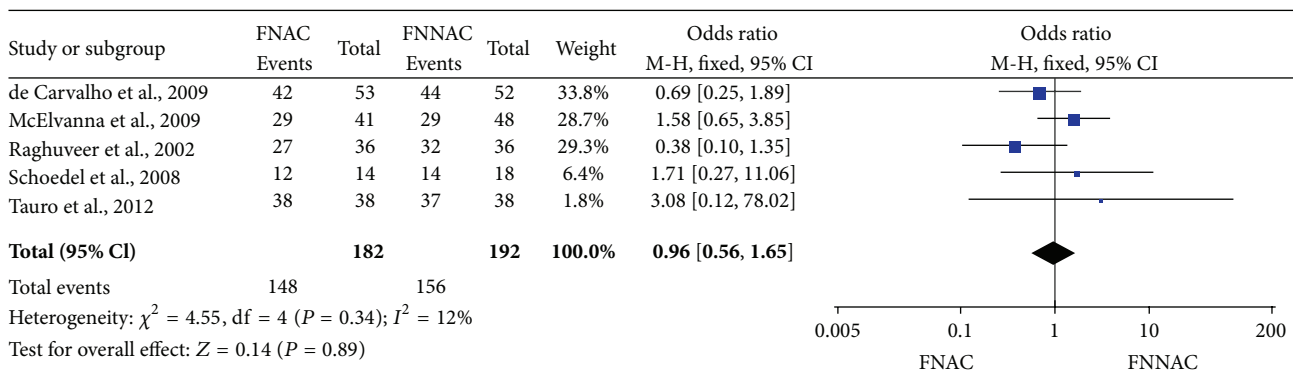 Study or subgroup FNAC Events Total FNNAC Events Total Weight Odds ratio M-H, fixed, 95% CI Odds ratio M-H, fixed, 95% CI
de Carvalho et al., 2009 42 53 44 52 33.8% 0.69 [0.25, 1.89]
McElvanna et al., 2009 29 41 29 48 28.7% 1.58 [0.65, 3.85]
Raghuveer et al., 2002 27 36 32 36 29.3% 0.38 [0.10, 1.35]
Schoedel et al., 2008 12 14 14 18 6.4% 1.71 [0.27, 11.06]
Tauro et al., 2012 38 38 37 38 1.8% 3.08 [0.12, 78.02]
Total (95% Cl) 182 192 100.0% 0.96 [0.56, 1.65]
Total events 148 156
Heterogeneity: χ² = 4.55, df = 4 (P = 0.34); I² = 12%
Test for overall effect: Z = 0.14 (P = 0.89)
0.005 0.1 1 10 200
FNAC FNNAC